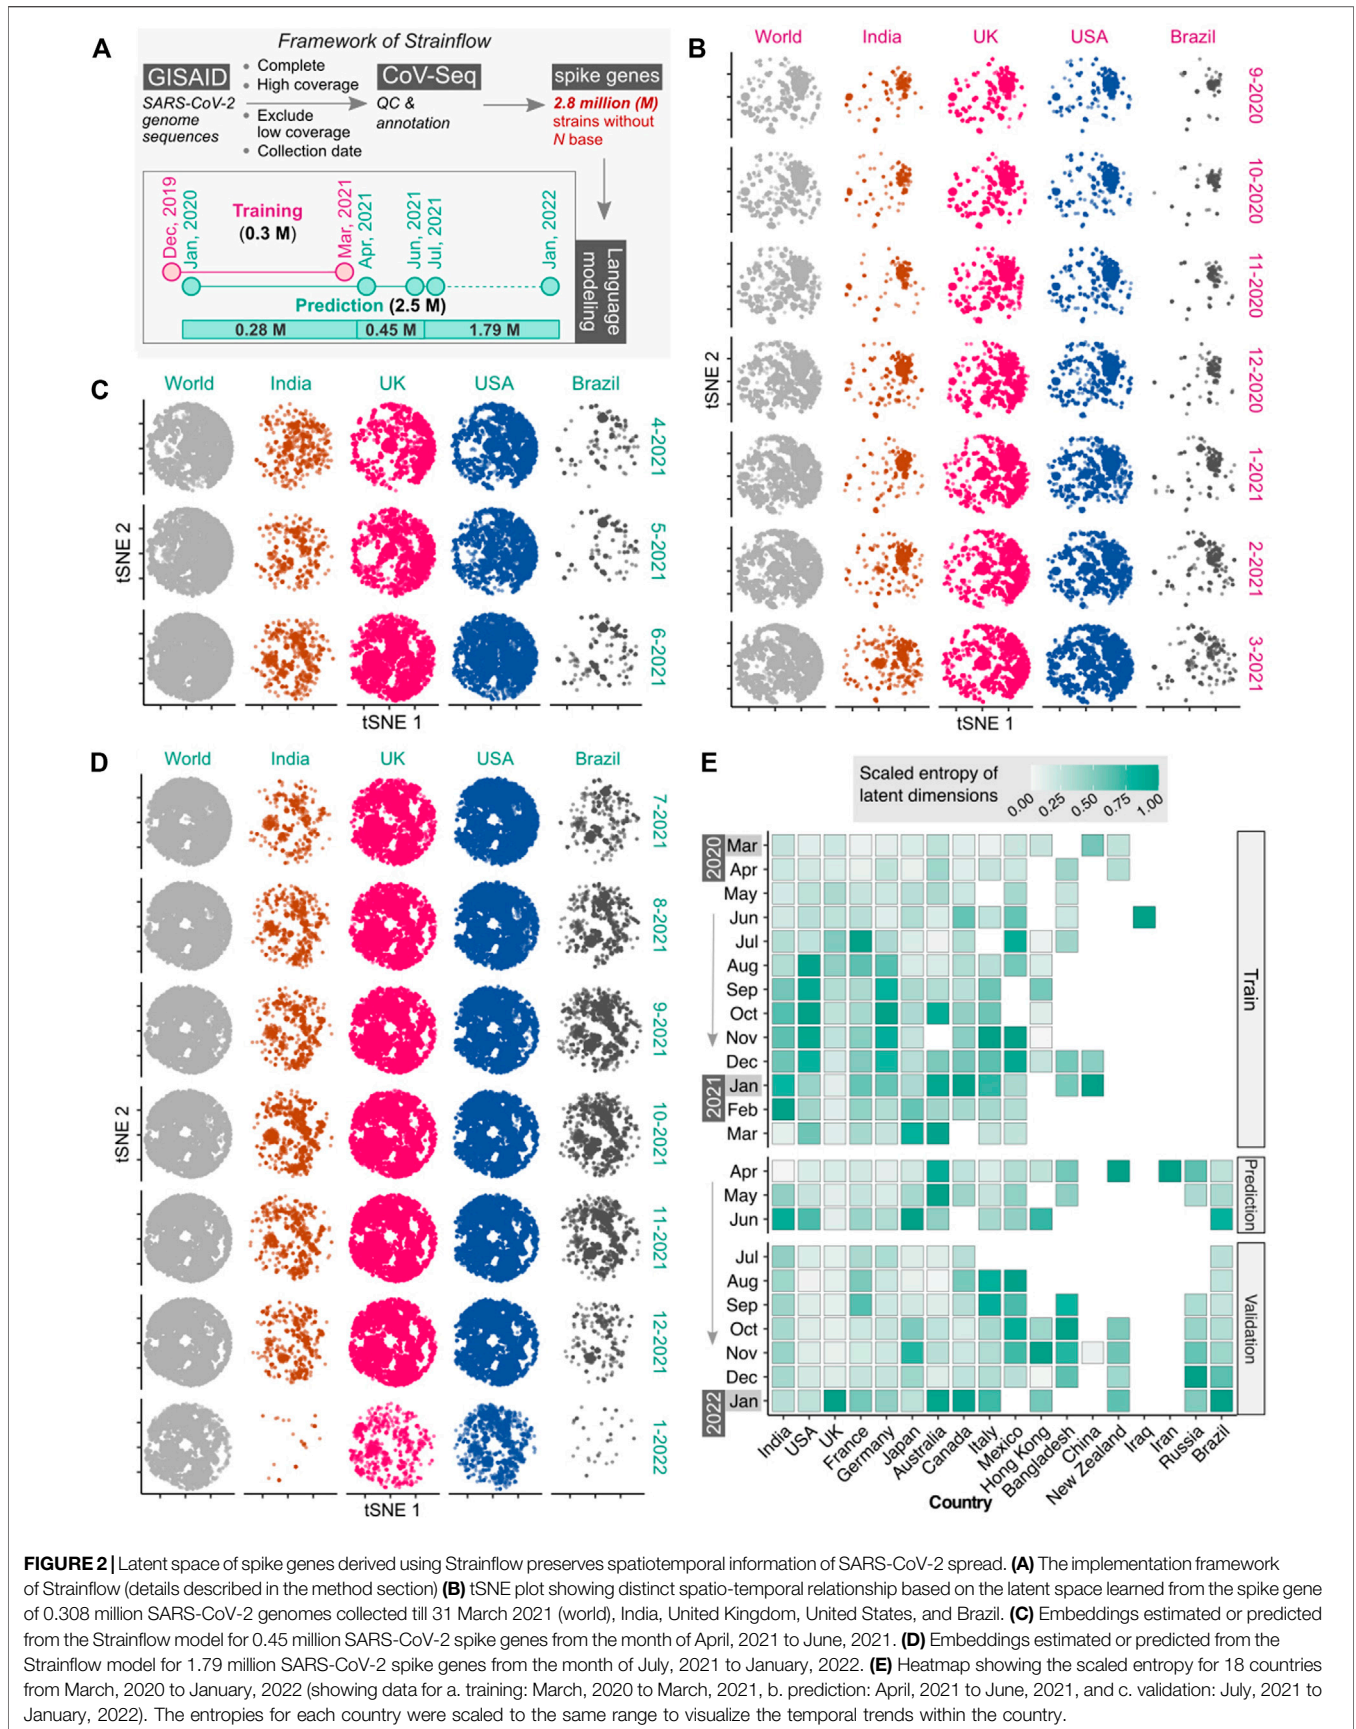 A
Framework of Strainflow
GISAID
SARS-CoV-2
genome
sequences
• Complete
• High coverage
• Exclude
low coverage
• Collection date
CoV-Seq
QC &
annotation
spike genes
2.8 million (M)
strains without
N base
Dec, 2019
Jan, 2020
Training
(0.3 M)
Mar, 2021
Apr, 2021
Jun, 2021
Jul, 2021
Jan, 2022
Prediction (2.5 M)
0.28 M
0.45 M
1.79 M
Language
modeling
B
World India UK USA Brazil
9-2020
10-2020
11-2020
12-2020
1-2021
2-2021
3-2021
tSNE 2
tSNE 1
C
World India UK USA Brazil
4-2021
5-2021
6-2021
tSNE 2
tSNE 1
D
World India UK USA Brazil
7-2021
8-2021
9-2021
10-2021
11-2021
12-2021
1-2022
tSNE 2
tSNE 1
E
Scaled entropy of
latent dimensions
0.00 0.25 0.50 0.75 1.00
2020
Mar
Apr
May
Jun
Jul
Aug
Sep
Oct
Nov
Dec
2021
Jan
Feb
Mar
Train
Apr
May
Jun
Prediction
Jul
Aug
Sep
Oct
Nov
Dec
2022
Jan
Validation
India USA UK France Germany Japan Australia Canada Italy Mexico Hong Kong Bangladesh China New Zealand Iraq Iran Russia Brazil
Country
FIGURE 2 | Latent space of spike genes derived using Strainflow preserves spatiotemporal information of SARS-CoV-2 spread. (A) The implementation framework
of Strainflow (details described in the method section) (B) tSNE plot showing distinct spatio-temporal relationship based on the latent space learned from the spike gene
of 0.308 million SARS-CoV-2 genomes collected till 31 March 2021 (world), India, United Kingdom, United States, and Brazil. (C) Embeddings estimated or predicted
from the Strainflow model for 0.45 million SARS-CoV-2 spike genes from the month of April, 2021 to June, 2021. (D) Embeddings estimated or predicted from the
Strainflow model for 1.79 million SARS-CoV-2 spike genes from the month of July, 2021 to January, 2022. (E) Heatmap showing the scaled entropy for 18 countries
from March, 2020 to January, 2022 (showing data for a. training: March, 2020 to March, 2021, b. prediction: April, 2021 to June, 2021, and c. validation: July, 2021 to
January, 2022). The entropies for each country were scaled to the same range to visualize the temporal trends within the country.